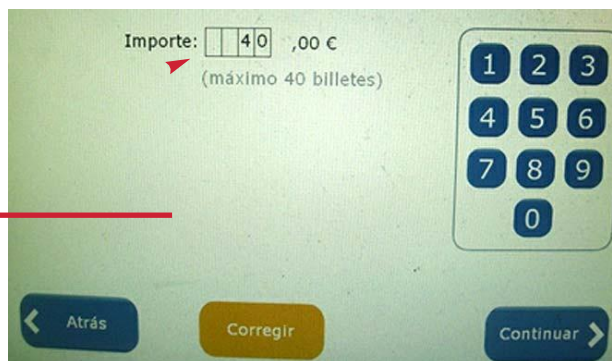 Importe: 40 ,00 €
(máximo 40 billetes)
1 2 3
4 5 6
7 8 9
0
Atrás
Corregir
Continuar